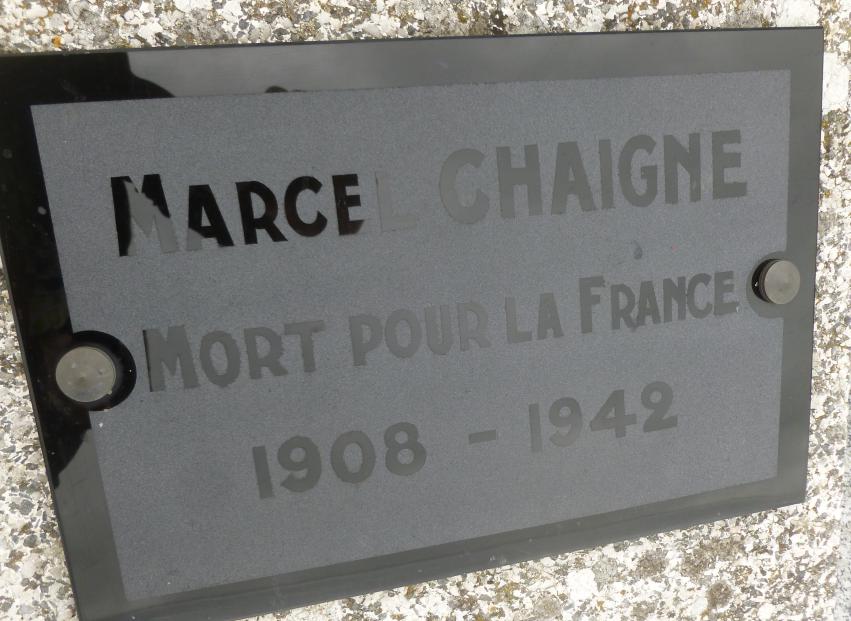 MARCEL CHAIGNE
MORT POUR LA FRANCE
1908 - 1942